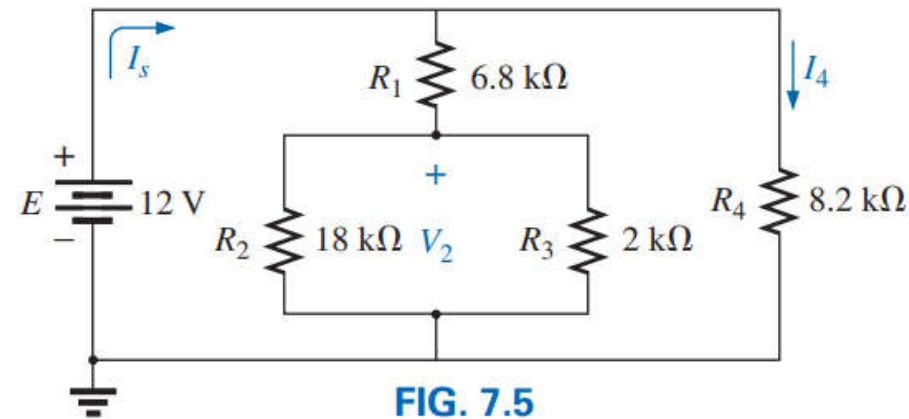 I_s
R_1 6.8 kΩ
I_4
+
E 12 V
−
+
R_2 18 kΩ V_2 R_3 2 kΩ
R_4 8.2 kΩ
FIG. 7.5